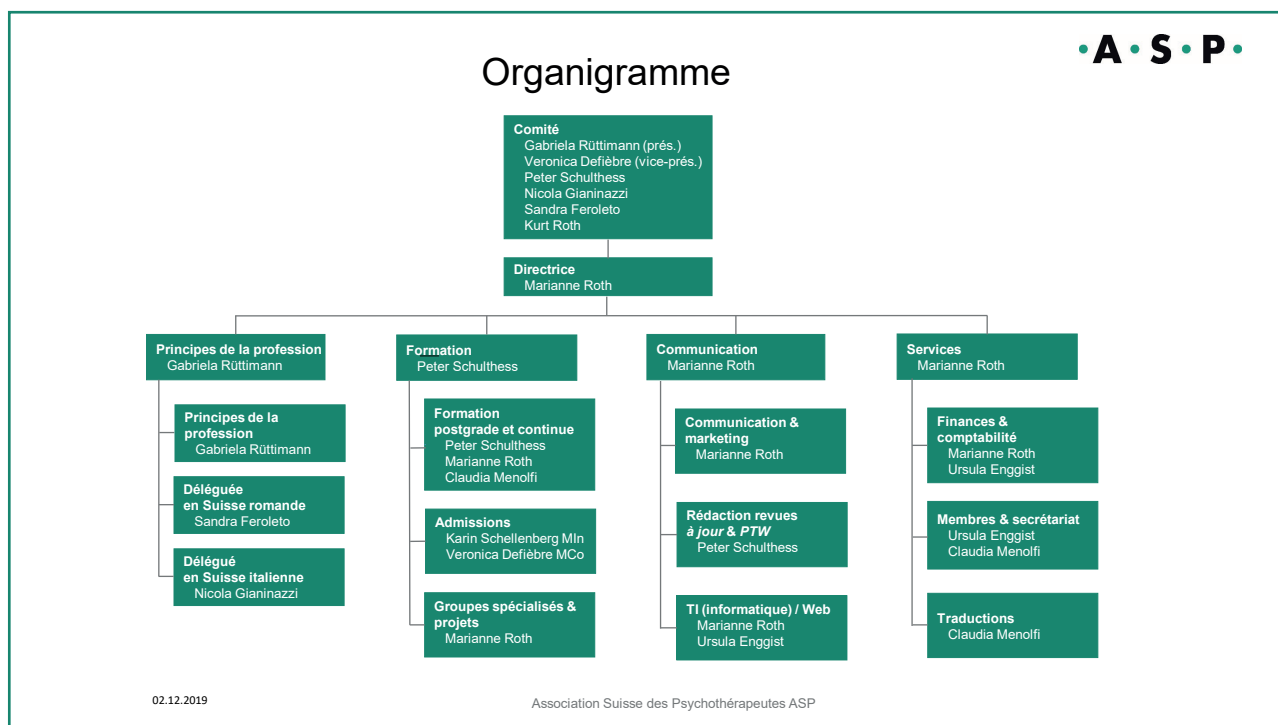 ·A·S·P·
Organigramme
Comité
Gabriela Rüttimann (prés.)
Veronica Defièbre (vice-prés.)
Peter Schulthess
Nicola Gianinazzi
Sandra Feroleto
Kurt Roth
Directrice
Marianne Roth
Principes de la profession
Gabriela Rüttimann
Principes de la
profession
Gabriela Rüttimann
Déléguée
en Suisse romande
Sandra Feroleto
Délégué
en Suisse italienne
Nicola Gianinazzi
Formation
Peter Schulthess
Formation
postgrade et continue
Peter Schulthess
Marianne Roth
Claudia Menolfi
Admissions
Karin Schellenberg MIn
Veronica Defièbre MCo
Groupes spécialisés &
projets
Marianne Roth
Communication
Marianne Roth
Communication &
marketing
Marianne Roth
Rédaction revues
à jour & PTW
Peter Schulthess
TI (informatique) / Web
Marianne Roth
Ursula Enggist
Services
Marianne Roth
Finances &
comptabilité
Marianne Roth
Ursula Enggist
Membres & secrétariat
Ursula Enggist
Claudia Menolfi
Traductions
Claudia Menolfi
02.12.2019
Association Suisse des Psychothérapeutes ASP